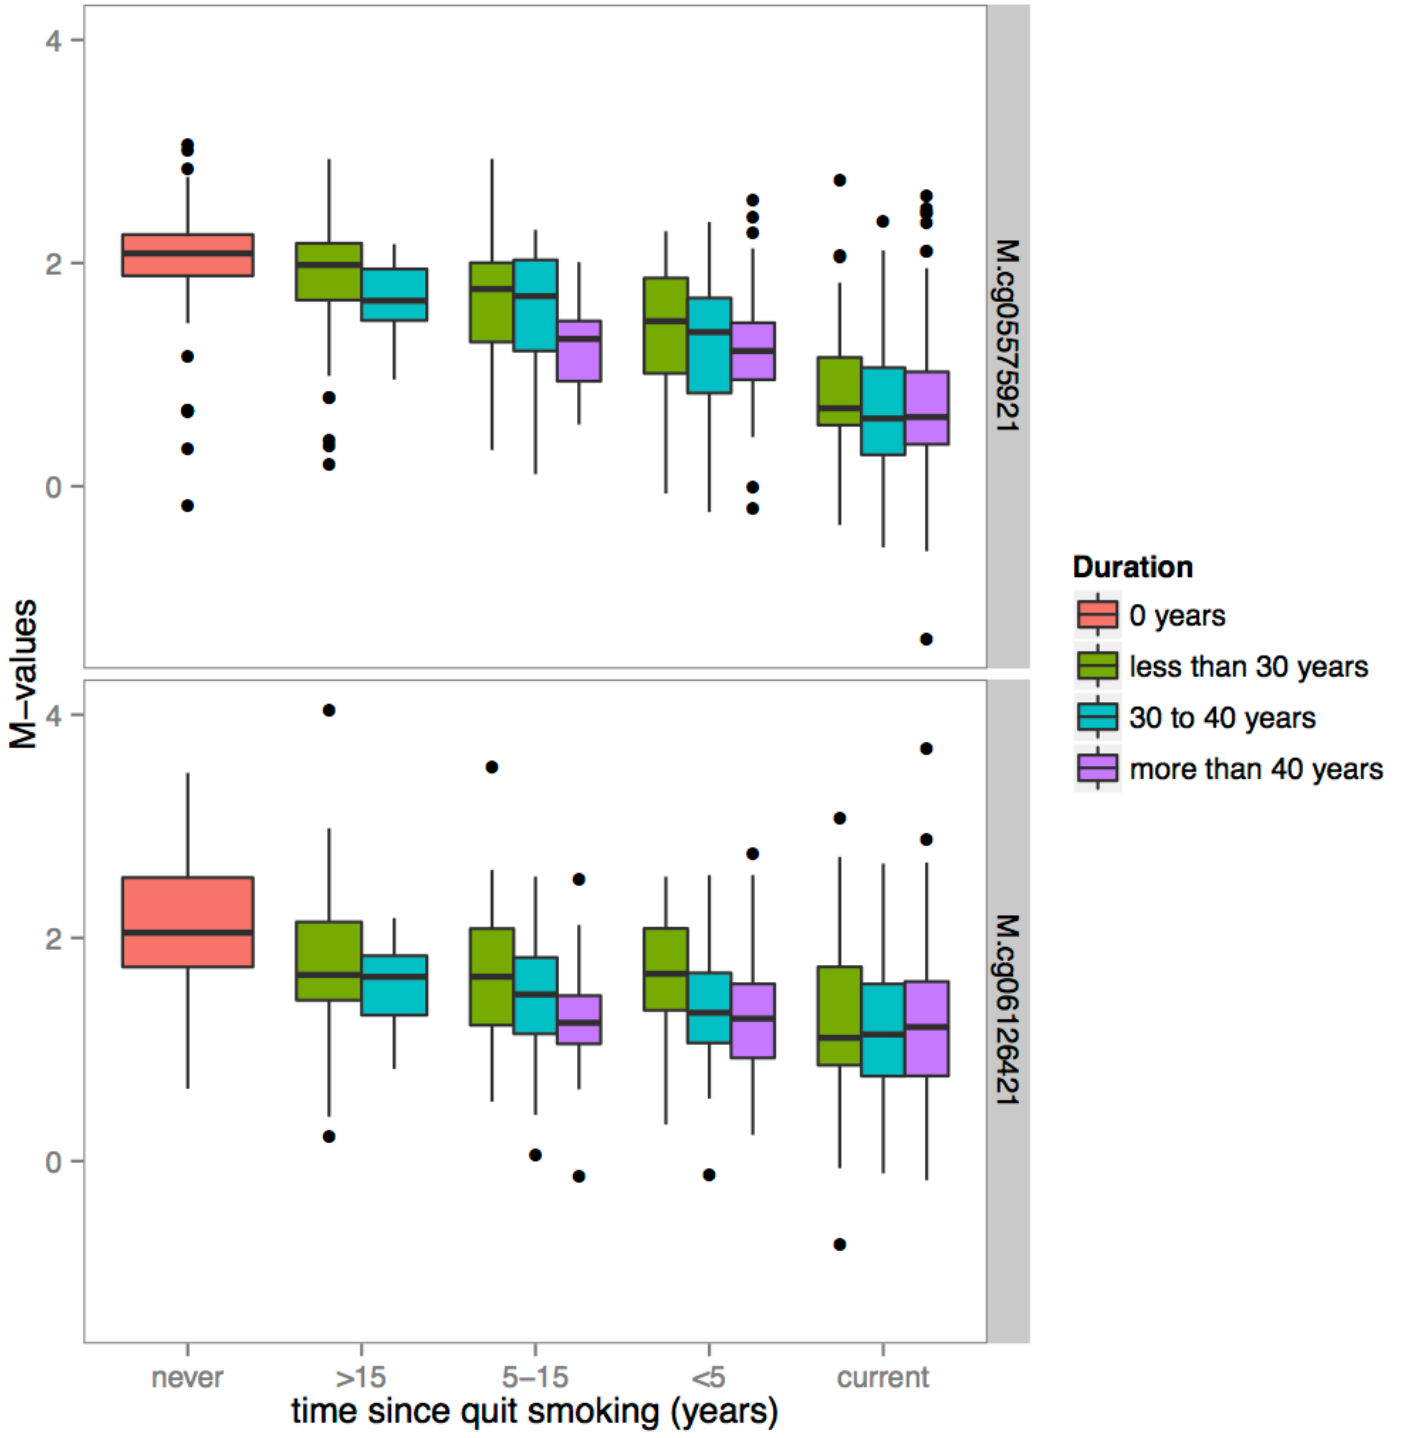 4
2
0
M.cg05575921
M−values
4
2
0
M.cg06126421
never >15 5−15 <5 current
time since quit smoking (years)
Duration
0 years
less than 30 years
30 to 40 years
more than 40 years